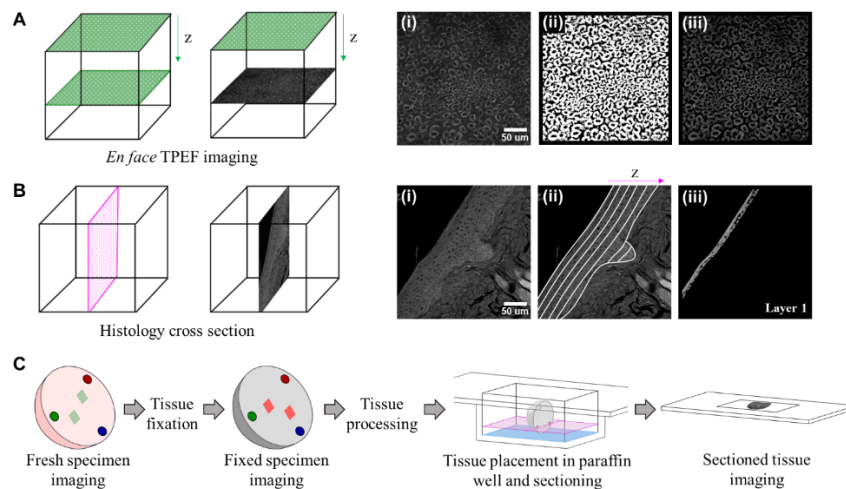 A
z
z
(i)
(ii)
(iii)
50 um
En face TPEF imaging
B
z
(i)
(ii)
(iii)
50 um
Layer 1
Histology cross section
C
Tissue
fixation
Tissue
processing
Fresh specimen
imaging
Fixed specimen
imaging
Tissue placement in paraffin
well and sectioning
Sectioned tissue
imaging